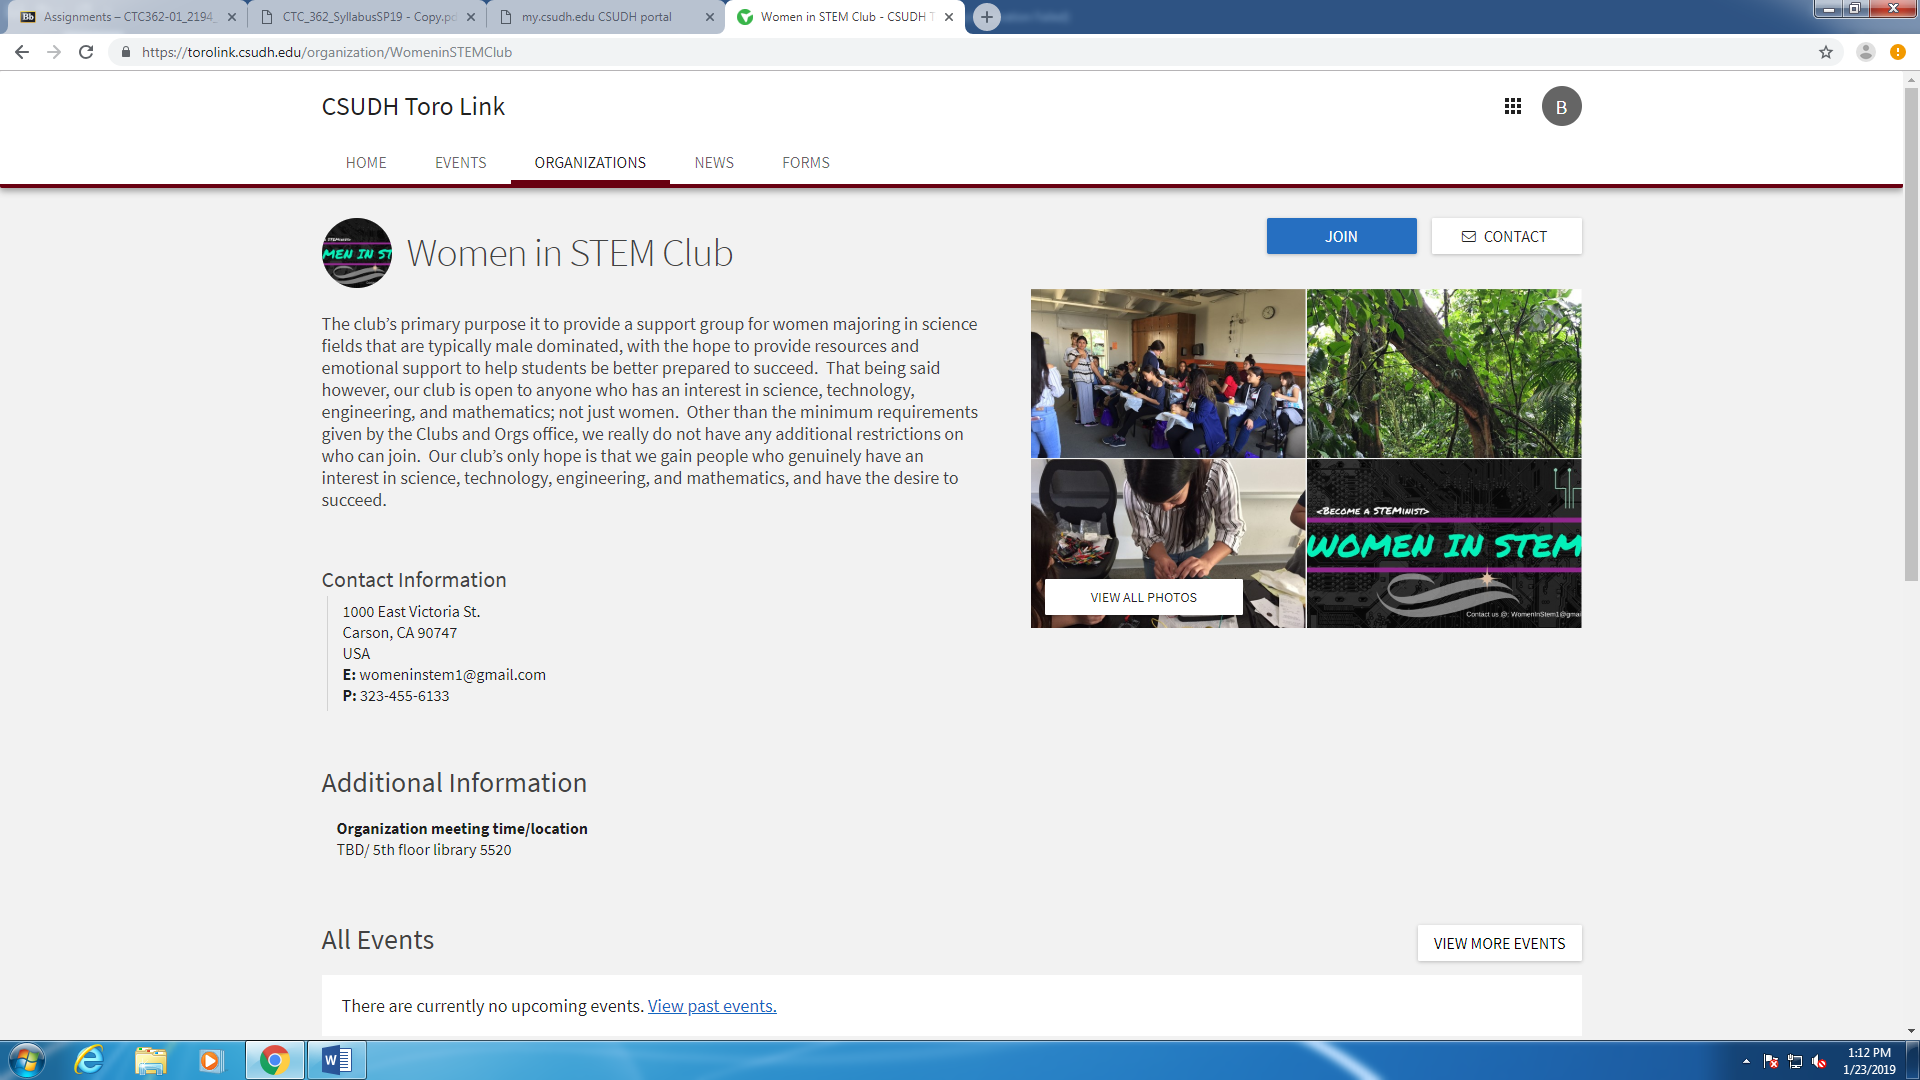 Bb Assignments – CTC362-01_2194_
CTC_362_SyllabusSP19 - Copy.pd
my.csudh.edu CSUDH portal
Women in STEM Club - CSUDH T
https://torolink.csudh.edu/organization/WomeninSTEMClub
CSUDH Toro Link
B
HOME EVENTS ORGANIZATIONS NEWS FORMS
MEN IN ST
Women in STEM Club
JOIN
CONTACT
The club’s primary purpose it to provide a support group for women majoring in science
fields that are typically male dominated, with the hope to provide resources and
emotional support to help students be better prepared to succeed.  That being said
however, our club is open to anyone who has an interest in science, technology,
engineering, and mathematics; not just women.  Other than the minimum requirements
given by the Clubs and Orgs office, we really do not have any additional restrictions on
who can join.  Our club’s only hope is that we gain people who genuinely have an
interest in science, technology, engineering, and mathematics, and have the desire to
succeed.
<Become a STEMinist>
WOMEN IN STEM
Contact us @: WomenInStem1@gmai
VIEW ALL PHOTOS
Contact Information
1000 East Victoria St.
Carson, CA 90747
USA
E: womeninstem1@gmail.com
P: 323-455-6133
Additional Information
Organization meeting time/location
TBD/ 5th floor library 5520
All Events
VIEW MORE EVENTS
There are currently no upcoming events. View past events.
1:12 PM
1/23/2019